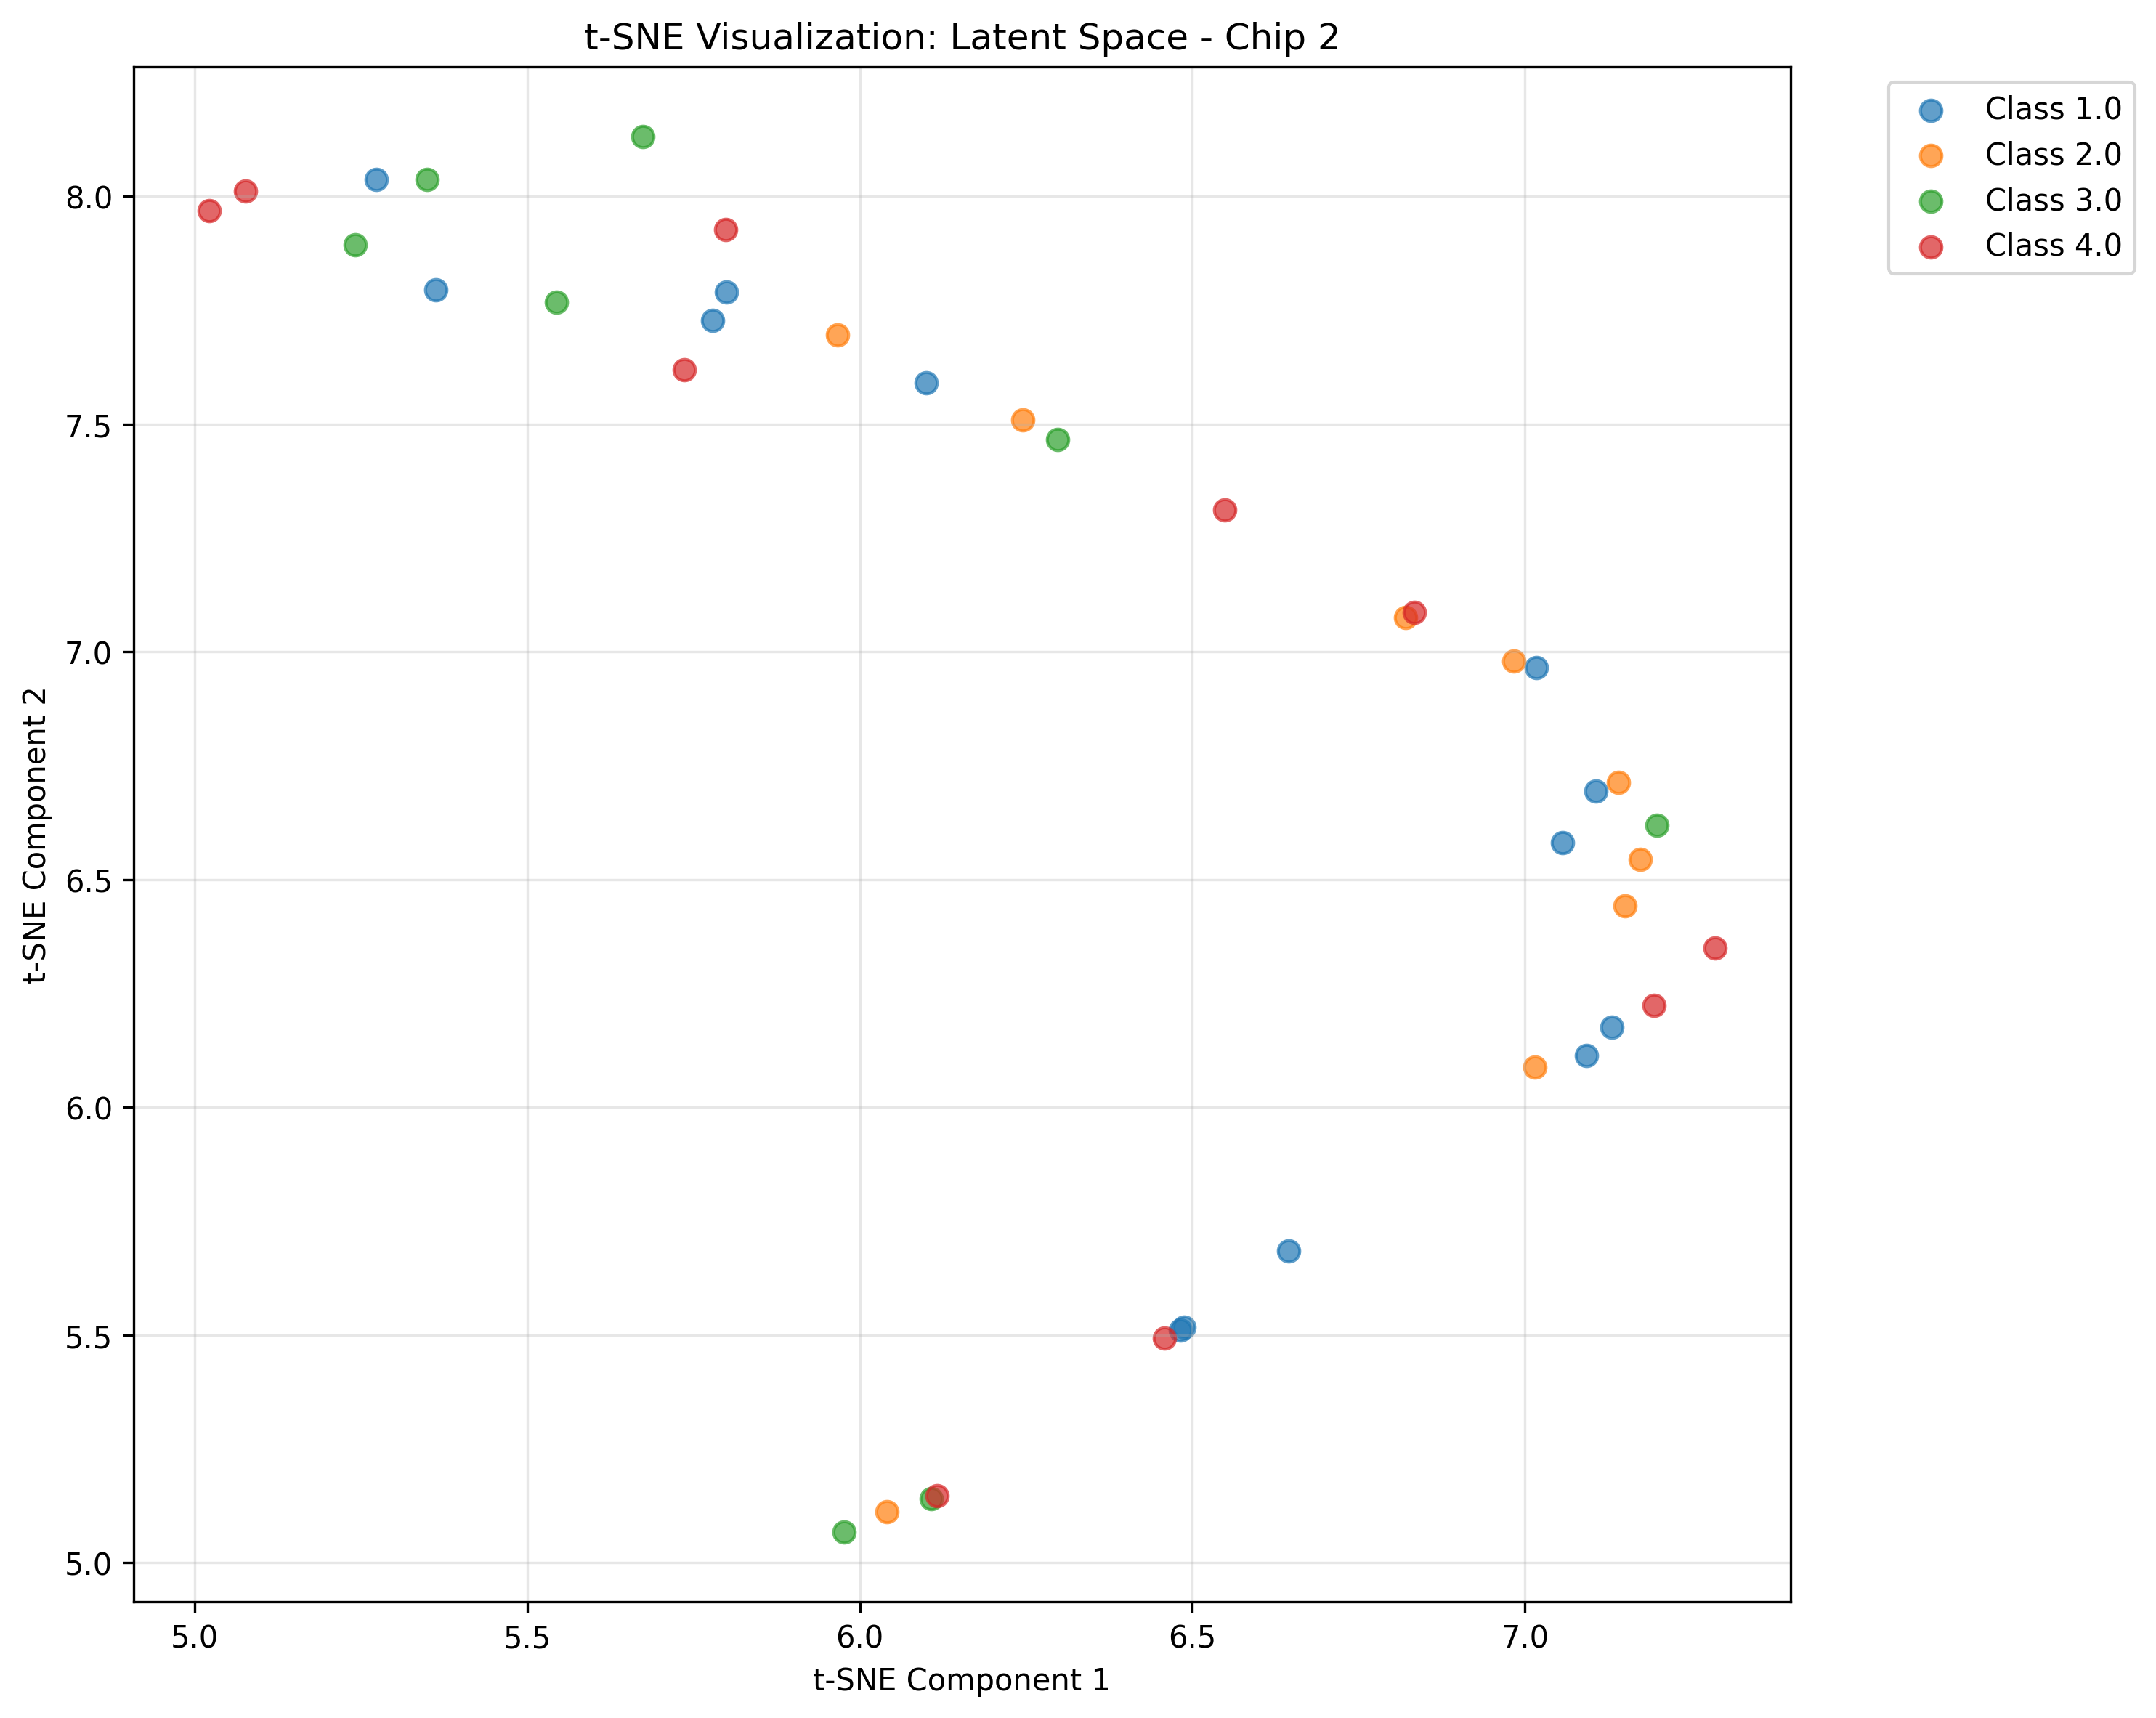 t-SNE Visualization: Latent Space - Chip 2
Class 1.0
Class 2.0
Class 3.0
Class 4.0
t-SNE Component 2
8.0
7.5
7.0
6.5
6.0
5.5
5.0
5.0 5.5 6.0 6.5 7.0
t-SNE Component 1